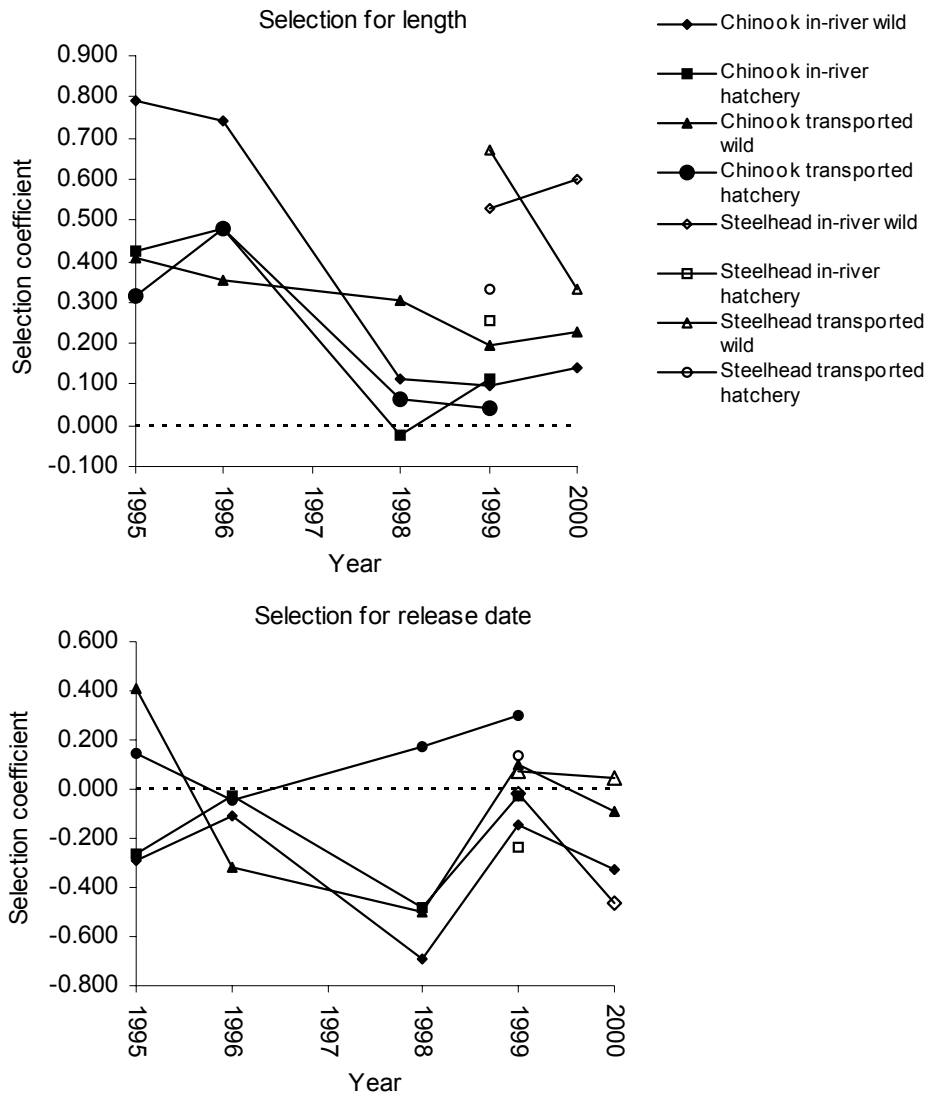 Selection for length
0.900
0.800
0.700
0.600
0.500
0.400
0.300
0.200
0.100
0.000
-0.100
Selection coefficient
1995
1996
1997
1998
1999
2000
Year
Chinook in-river wild
Chinook in-river
hatchery
Chinook transported
wild
Chinook transported
hatchery
Steelhead in-river wild
Steelhead in-river
hatchery
Steelhead transported
wild
Steelhead transported
hatchery
Selection for release date
0.600
0.400
0.200
0.000
-0.200
-0.400
-0.600
-0.800
Selection coefficient
1995
1996
1997
1998
1999
2000
Year